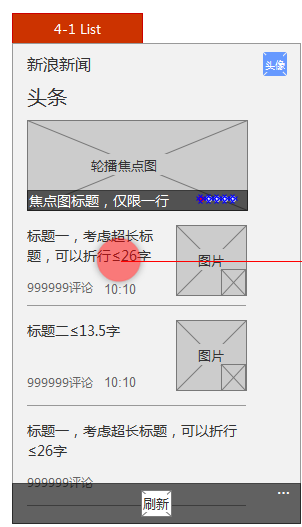 4-1 List
新浪新闻
头像
头条
轮播焦点图
焦点图标题，仅限一行
标题一，考虑超长标
题，可以折行≤26字
图片
999999评论 10:10
标题二≤13.5字
图片
999999评论 10:10
标题一，考虑超长标题，可以折行
≤26字
999999评论
刷新
...